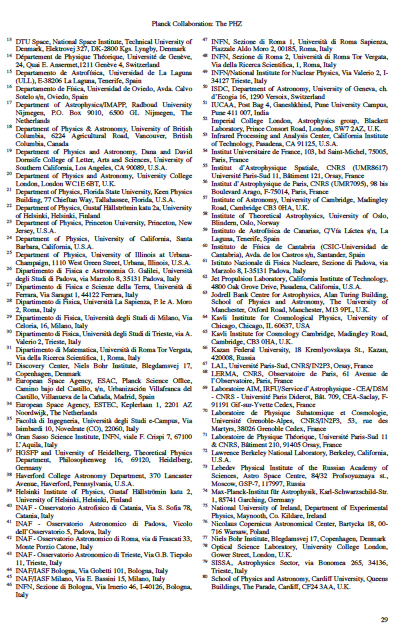 Planck Collaboration: The PHZ
13 DTU Space, National Space Institute, Technical University of
Denmark, Elektrovej 327, DK-2800 Kgs. Lyngby, Denmark
14 Département de Physique Théorique, Université de Genève,
24, Quai E. Ansermet,1211 Genève 4, Switzerland
15 Departamento de Astrofísica, Universidad de La Laguna
(ULL), E-38206 La Laguna, Tenerife, Spain
16 Departamento de Física, Universidad de Oviedo, Avda. Calvo
Sotelo s/n, Oviedo, Spain
17 Department of Astrophysics/IMAPP, Radboud University
Nijmegen, P.O. Box 9010, 6500 GL Nijmegen, The
Netherlands
18 Department of Physics & Astronomy, University of British
Columbia, 6224 Agricultural Road, Vancouver, British
Columbia, Canada
19 Department of Physics and Astronomy, Dana and David
Dornsife College of Letter, Arts and Sciences, University of
Southern California, Los Angeles, CA 90089, U.S.A.
20 Department of Physics and Astronomy, University College
London, London WC1E 6BT, U.K.
21 Department of Physics, Florida State University, Keen Physics
Building, 77 Chieftan Way, Tallahassee, Florida, U.S.A.
22 Department of Physics, Gustaf Hällströmin katu 2a, University
of Helsinki, Helsinki, Finland
23 Department of Physics, Princeton University, Princeton, New
Jersey, U.S.A.
24 Department of Physics, University of California, Santa
Barbara, California, U.S.A.
25 Department of Physics, University of Illinois at Urbana-
Champaign, 1110 West Green Street, Urbana, Illinois, U.S.A.
26 Dipartimento di Fisica e Astronomia G. Galilei, Università
degli Studi di Padova, via Marzolo 8, 35131 Padova, Italy
27 Dipartimento di Fisica e Scienze della Terra, Università di
Ferrara, Via Saragat 1, 44122 Ferrara, Italy
28 Dipartimento di Fisica, Università La Sapienza, P. le A. Moro
2, Roma, Italy
29 Dipartimento di Fisica, Università degli Studi di Milano, Via
Celoria, 16, Milano, Italy
30 Dipartimento di Fisica, Università degli Studi di Trieste, via A.
Valerio 2, Trieste, Italy
31 Dipartimento di Matematica, Università di Roma Tor Vergata,
Via della Ricerca Scientifica, 1, Roma, Italy
32 Discovery Center, Niels Bohr Institute, Blegdamsvej 17,
Copenhagen, Denmark
33 European Space Agency, ESAC, Planck Science Office,
Camino bajo del Castillo, s/n, Urbanización Villafranca del
Castillo, Villanueva de la Cañada, Madrid, Spain
34 European Space Agency, ESTEC, Keplerlaan 1, 2201 AZ
Noordwijk, The Netherlands
35 Facoltà di Ingegneria, Università degli Studi e-Campus, Via
Isimbardi 10, Novedrate (CO), 22060, Italy
36 Gran Sasso Science Institute, INFN, viale F. Crispi 7, 67100
L'Aquila, Italy
37 HGSFP and University of Heidelberg, Theoretical Physics
Department, Philosophenweg 16, 69120, Heidelberg,
Germany
38 Haverford College Astronomy Department, 370 Lancaster
Avenue, Haverford, Pennsylvania, U.S.A.
39 Helsinki Institute of Physics, Gustaf Hällströmin katu 2,
University of Helsinki, Helsinki, Finland
40 INAF - Osservatorio Astrofisico di Catania, Via S. Sofia 78,
Catania, Italy
41 INAF - Osservatorio Astronomico di Padova, Vicolo
dell'Osservatorio 5, Padova, Italy
42 INAF - Osservatorio Astronomico di Roma, via di Frascati 33,
Monte Porzio Catone, Italy
43 INAF - Osservatorio Astronomico di Trieste, Via G.B. Tiepolo
11, Trieste, Italy
44 INAF/IASF Bologna, Via Gobetti 101, Bologna, Italy
45 INAF/IASF Milano, Via E. Bassini 15, Milano, Italy
46 INFN, Sezione di Bologna, Via Irnerio 46, I-40126, Bologna,
Italy
47 INFN, Sezione di Roma 1, Università di Roma Sapienza,
Piazzale Aldo Moro 2, 00185, Roma, Italy
48 INFN, Sezione di Roma 2, Università di Roma Tor Vergata,
Via della Ricerca Scientifica, 1, Roma, Italy
49 INFN/National Institute for Nuclear Physics, Via Valerio 2, I-
34127 Trieste, Italy
50 ISDC, Department of Astronomy, University of Geneva, ch.
d'Ecogia 16, 1290 Versoix, Switzerland
51 IUCAA, Post Bag 4, Ganeshkhind, Pune University Campus,
Pune 411 007, India
52 Imperial College London, Astrophysics group, Blackett
Laboratory, Prince Consort Road, London, SW7 2AZ, U.K.
53 Infrared Processing and Analysis Center, California Institute
of Technology, Pasadena, CA 91125, U.S.A.
54 Institut Universitaire de France, 103, bd Saint-Michel, 75005,
Paris, France
55 Institut d'Astrophysique Spatiale, CNRS (UMR8617)
Université Paris-Sud 11, Bâtiment 121, Orsay, France
56 Institut d'Astrophysique de Paris, CNRS (UMR7095), 98 bis
Boulevard Arago, F-75014, Paris, France
57 Institute of Astronomy, University of Cambridge, Madingley
Road, Cambridge CB3 0HA, U.K.
58 Institute of Theoretical Astrophysics, University of Oslo,
Blindern, Oslo, Norway
59 Instituto de Astrofísica de Canarias, C/Vía Láctea s/n, La
Laguna, Tenerife, Spain
60 Instituto de Física de Cantabria (CSIC-Universidad de
Cantabria), Avda. de los Castros s/n, Santander, Spain
61 Istituto Nazionale di Fisica Nucleare, Sezione di Padova, via
Marzolo 8, I-35131 Padova, Italy
62 Jet Propulsion Laboratory, California Institute of Technology,
4800 Oak Grove Drive, Pasadena, California, U.S.A.
63 Jodrell Bank Centre for Astrophysics, Alan Turing Building,
School of Physics and Astronomy, The University of
Manchester, Oxford Road, Manchester, M13 9PL, U.K.
64 Kavli Institute for Cosmological Physics, University of
Chicago, Chicago, IL 60637, USA
65 Kavli Institute for Cosmology Cambridge, Madingley Road,
Cambridge, CB3 0HA, U.K.
66 Kazan Federal University, 18 Kremlyovskaya St., Kazan,
420008, Russia
67 LAL, Université Paris-Sud, CNRS/IN2P3, Orsay, France
68 LERMA, CNRS, Observatoire de Paris, 61 Avenue de
l'Observatoire, Paris, France
69 Laboratoire AIM, IRFU/Service d'Astrophysique - CEA/DSM
- CNRS - Université Paris Diderot, Bât. 709, CEA-Saclay, F-
91191 Gif-sur-Yvette Cedex, France
70 Laboratoire de Physique Subatomique et Cosmologie,
Université Grenoble-Alpes, CNRS/IN2P3, 53, rue des
Martyrs, 38026 Grenoble Cedex, France
71 Laboratoire de Physique Théorique, Université Paris-Sud 11
& CNRS, Bâtiment 210, 91405 Orsay, France
72 Lawrence Berkeley National Laboratory, Berkeley, California,
U.S.A.
73 Lebedev Physical Institute of the Russian Academy of
Sciences, Astro Space Centre, 84/32 Profsoyuznaya st.,
Moscow, GSP-7, 117997, Russia
74 Max-Planck-Institut für Astrophysik, Karl-Schwarzschild-Str.
1, 85741 Garching, Germany
75 National University of Ireland, Department of Experimental
Physics, Maynooth, Co. Kildare, Ireland
76 Nicolaus Copernicus Astronomical Center, Bartycka 18, 00-
716 Warsaw, Poland
77 Niels Bohr Institute, Blegdamsvej 17, Copenhagen, Denmark
78 Optical Science Laboratory, University College London,
Gower Street, London, U.K.
79 SISSA, Astrophysics Sector, via Bonomea 265, 34136,
Trieste, Italy
80 School of Physics and Astronomy, Cardiff University, Queens
Buildings, The Parade, Cardiff, CF24 3AA, U.K.
29